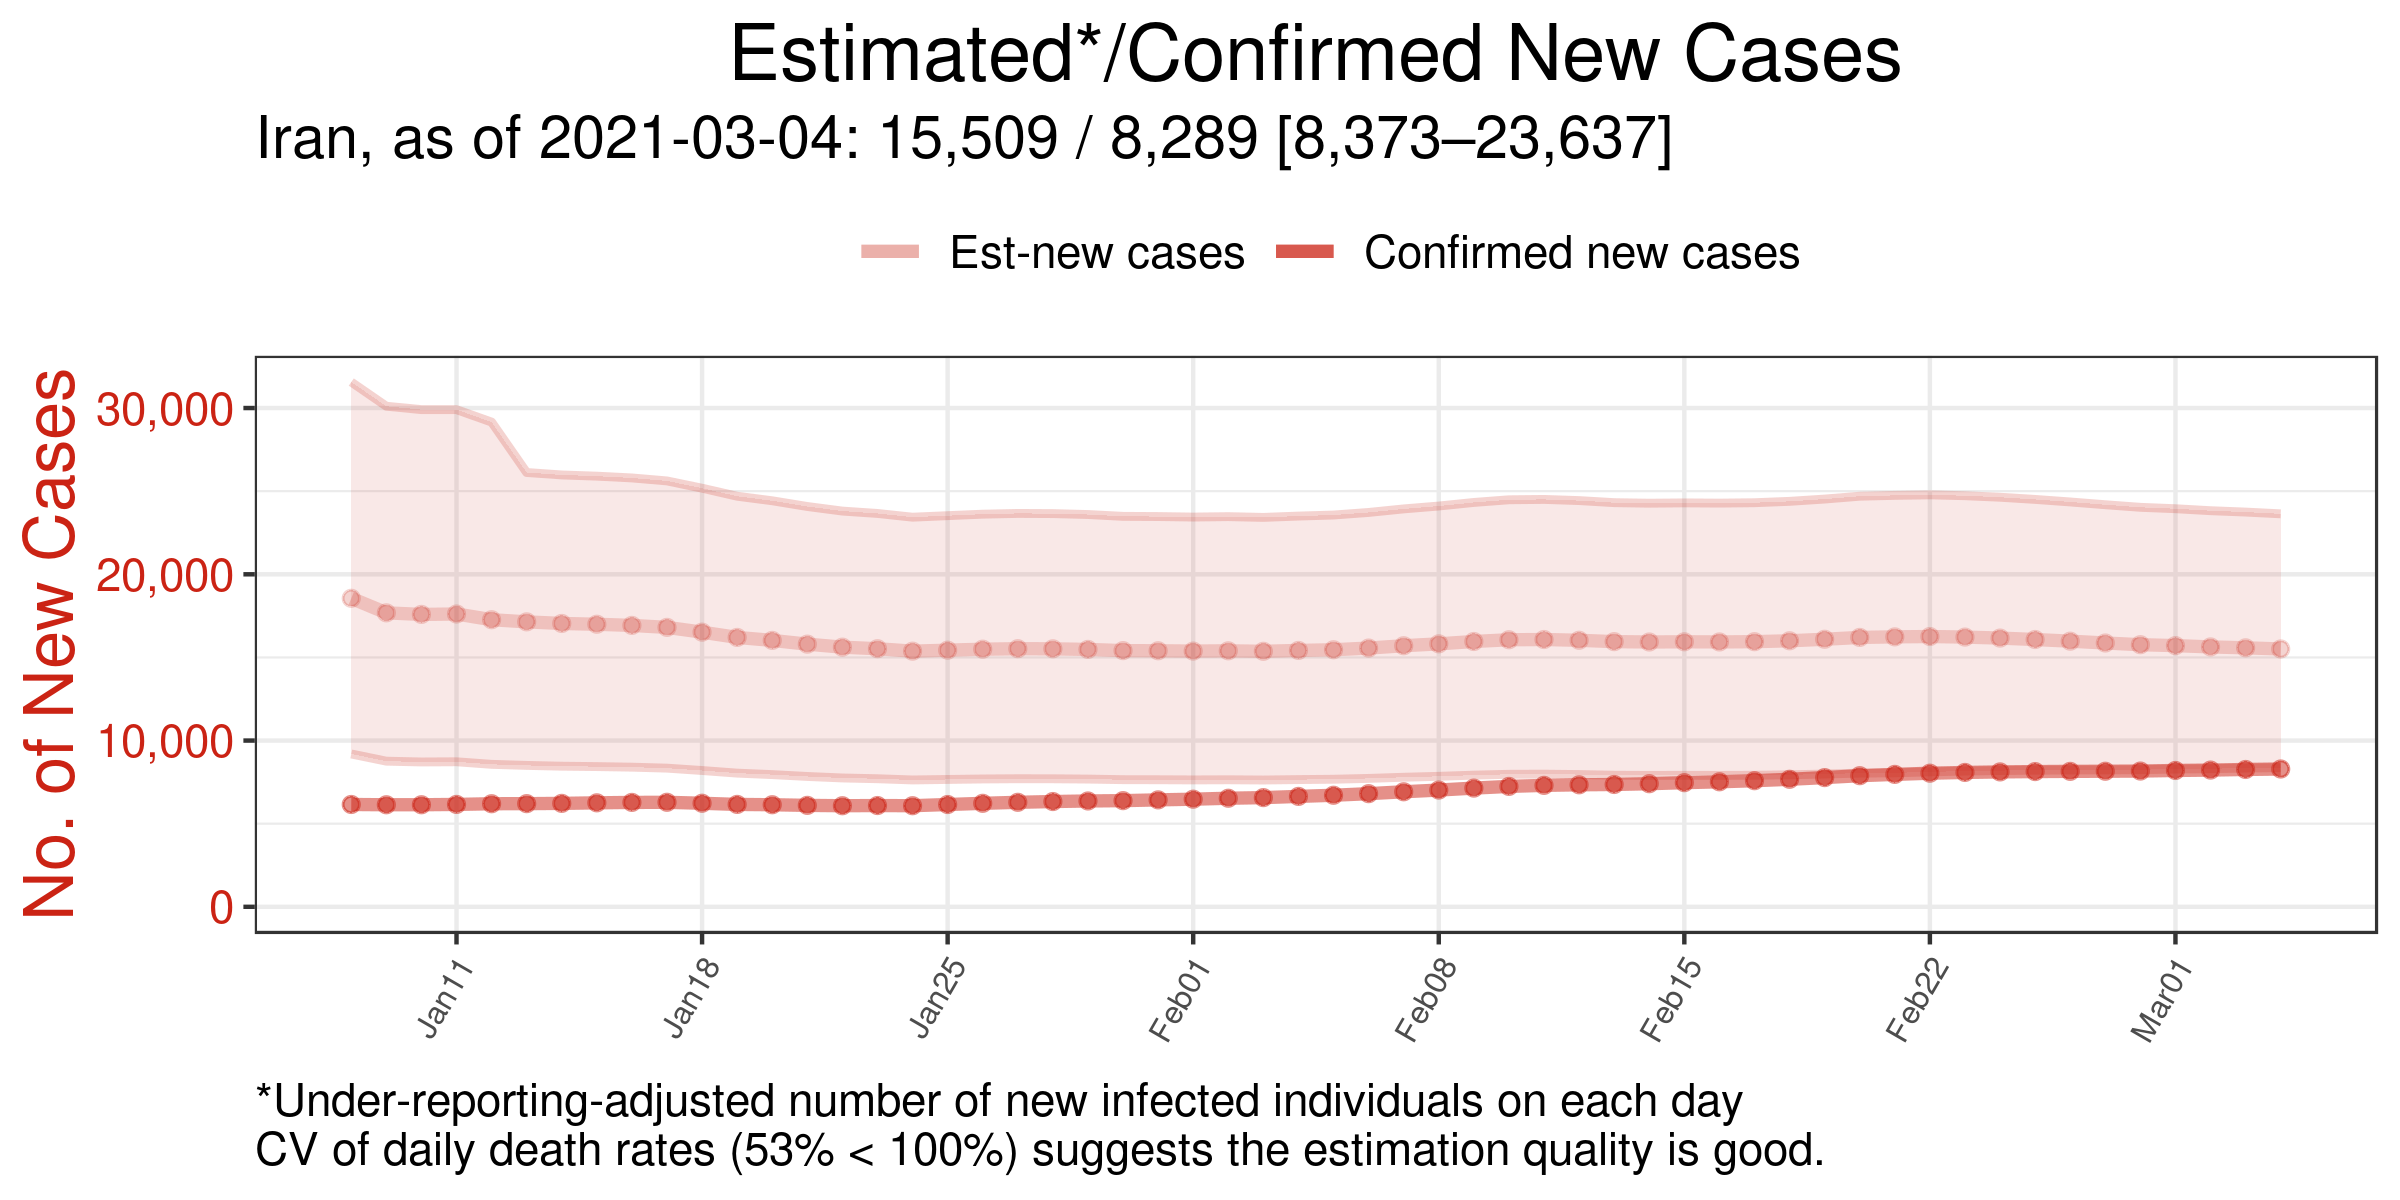 Estimated*/Confirmed New Cases
Iran, as of 2021-03-04: 15,509 / 8,289 [8,373–23,637]
Est-new cases
Confirmed new cases
No. of New Cases
30,000
20,000
10,000
0
Jan11
Jan18
Jan25
Feb01
Feb08
Feb15
Feb22
Mar01
*Under-reporting-adjusted number of new infected individuals on each day
CV of daily death rates (53% < 100%) suggests the estimation quality is good.